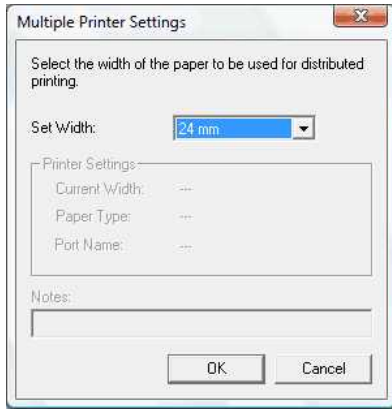 Multiple Printer Settings
Select the width of the paper to be used for distributed
printing.
Set Width: 24 mm
Printer Settings
Current Width: ---
Paper Type: ---
Port Name: ---
Notes:
OK Cancel